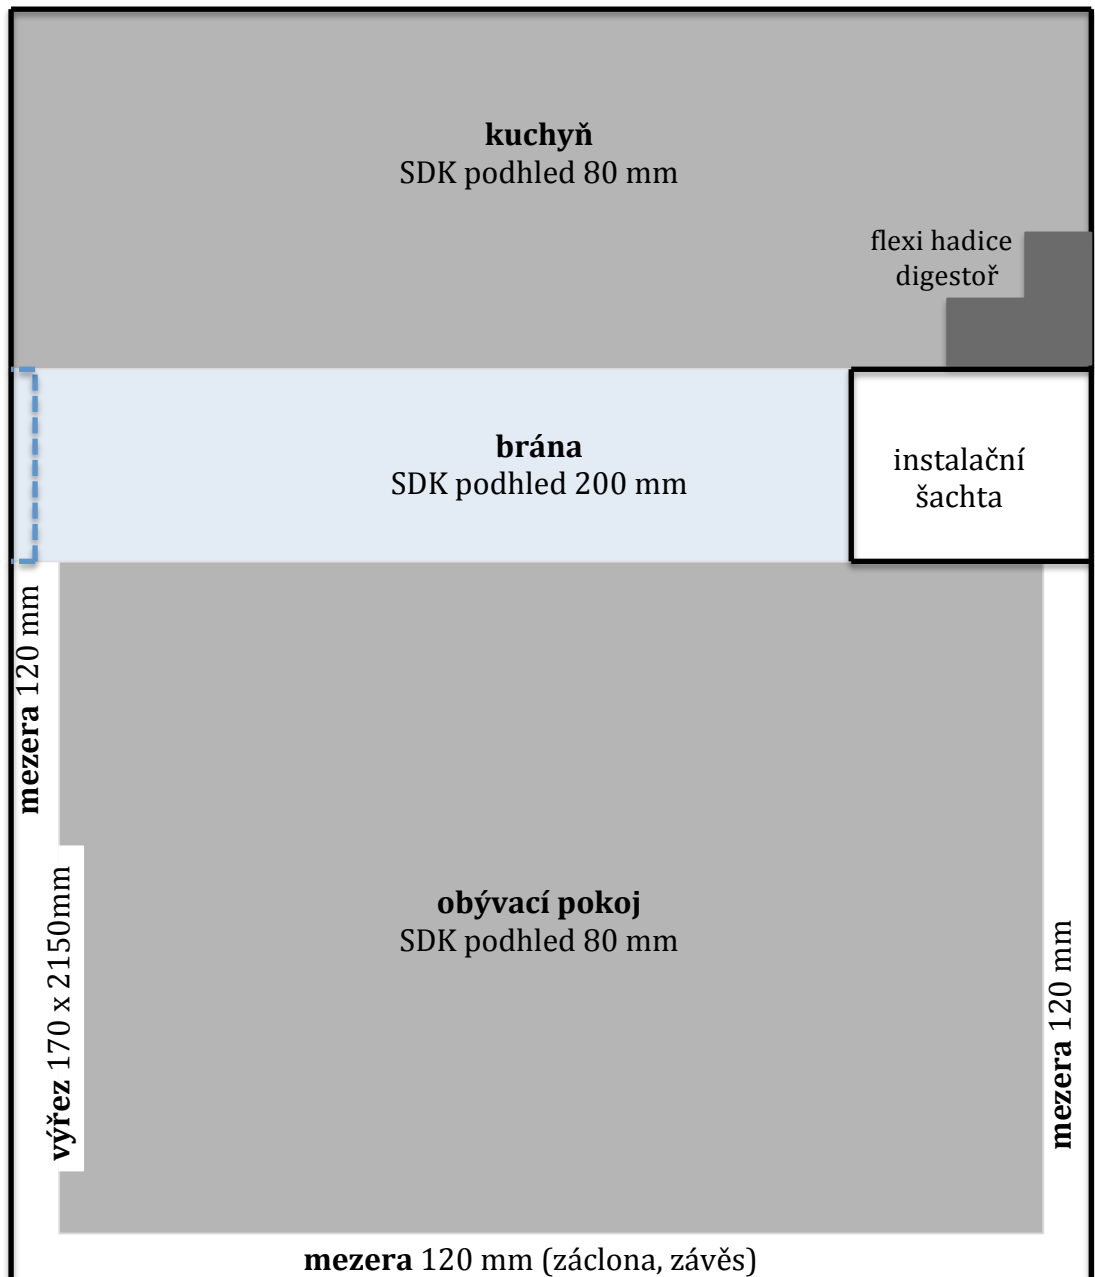 kuchyň
SDK podhled 80 mm
flexi hadice
digestoř
brána
SDK podhled 200 mm
instalační
šachta
mezera 120 mm
obývací pokoj
SDK podhled 80 mm
výřez 170 x 2150mm
mezera 120 mm
mezera 120 mm (záclona, závěs)